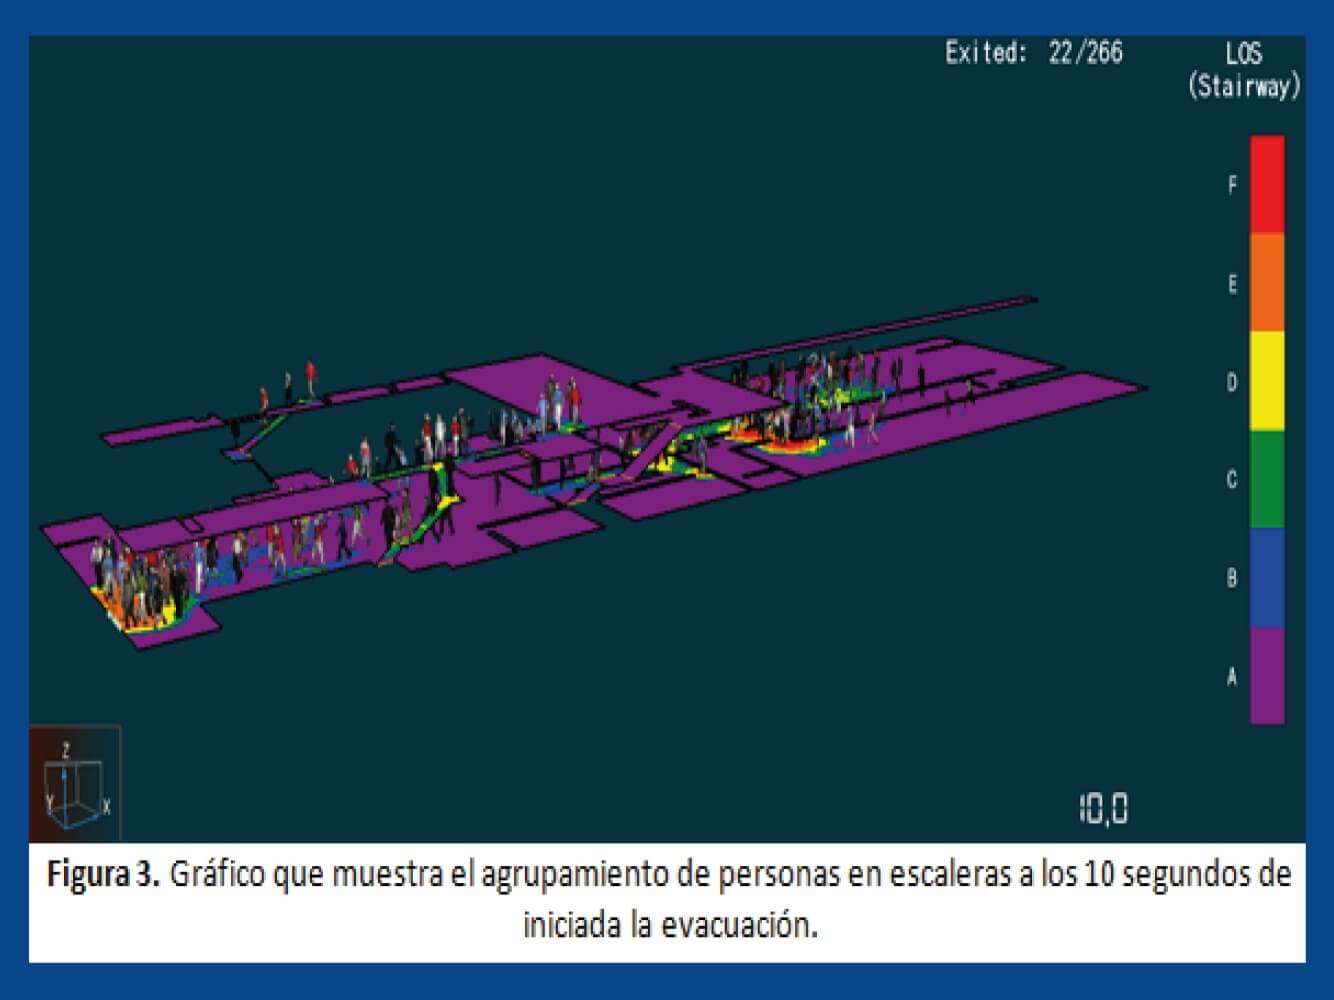 Exited: 22/266
LOS
(Stairway)
F
E
D
C
B
A
Z
Y
X
10,0
Figura 3. Gráfico que muestra el agrupamiento de personas en escaleras a los 10 segundos de
iniciada la evacuación.